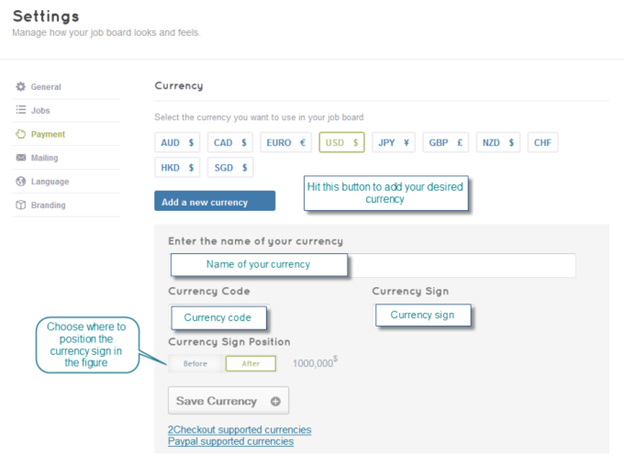 Settings
Manage how your job board looks and feels.
General
Jobs
Payment
Mailing
Language
Branding
Currency
Select the currency you want to use in your job board
AUD $ CAD $ EURO € USD $ JPY ¥ GBP £ NZD $ CHF
HKD $ SGD $
Add a new currency
Hit this button to add your desired
currency
Enter the name of your currency
Name of your currency
Currency Code Currency Sign
Currency code Currency sign
Currency Sign Position
Choose where to
position the
currency sign in
the figure
Before After 1000,000$
Save Currency
2Checkout supported currencies
Paypal supported currencies